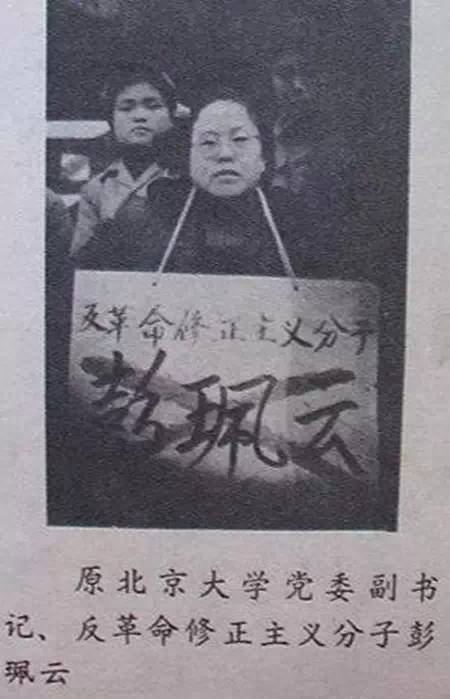 反革命修正主义分子
彭珮云
原北京大学党委副书
记、反革命修正主义分子彭
珮云